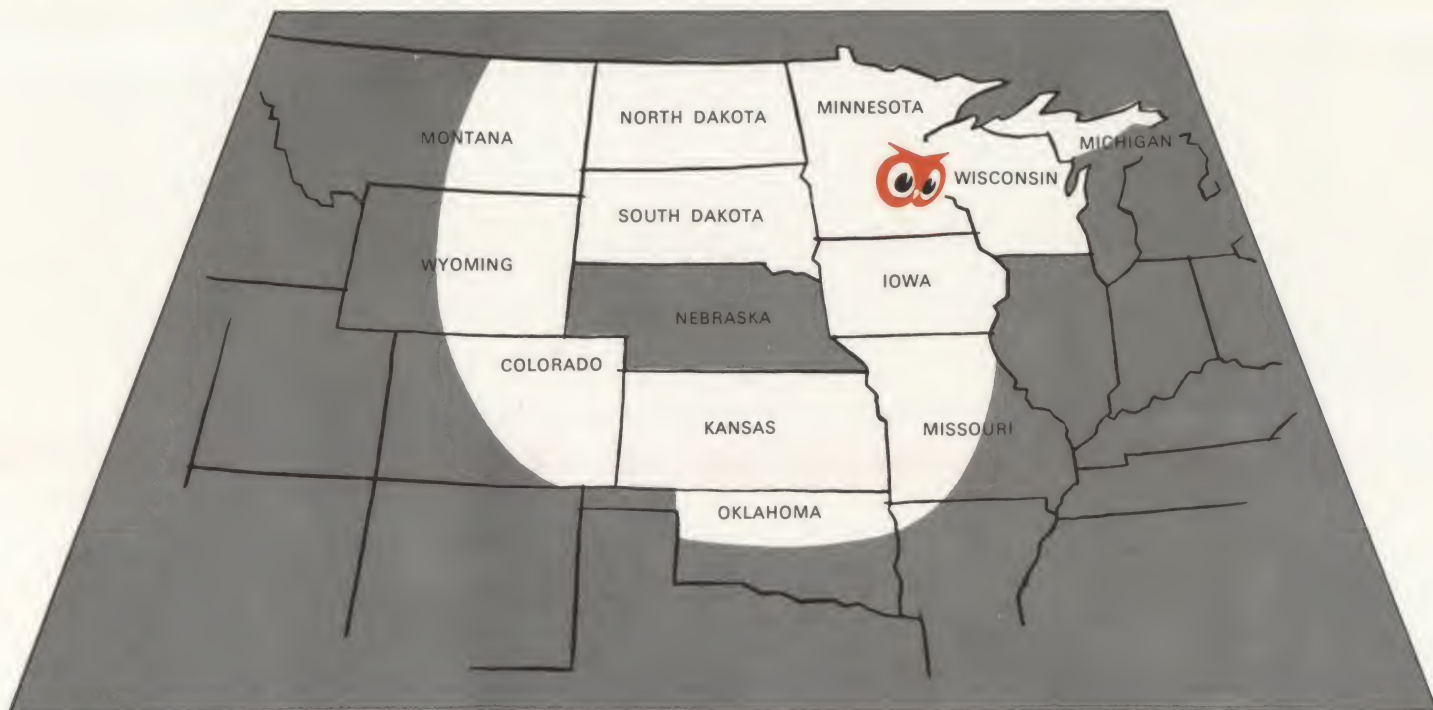 MONTANA
NORTH DAKOTA
MINNESOTA
MICHIGAN
WISCONSIN
SOUTH DAKOTA
WYOMING
IOWA
NEBRASKA
COLORADO
KANSAS
MISSOURI
OKLAHOMA